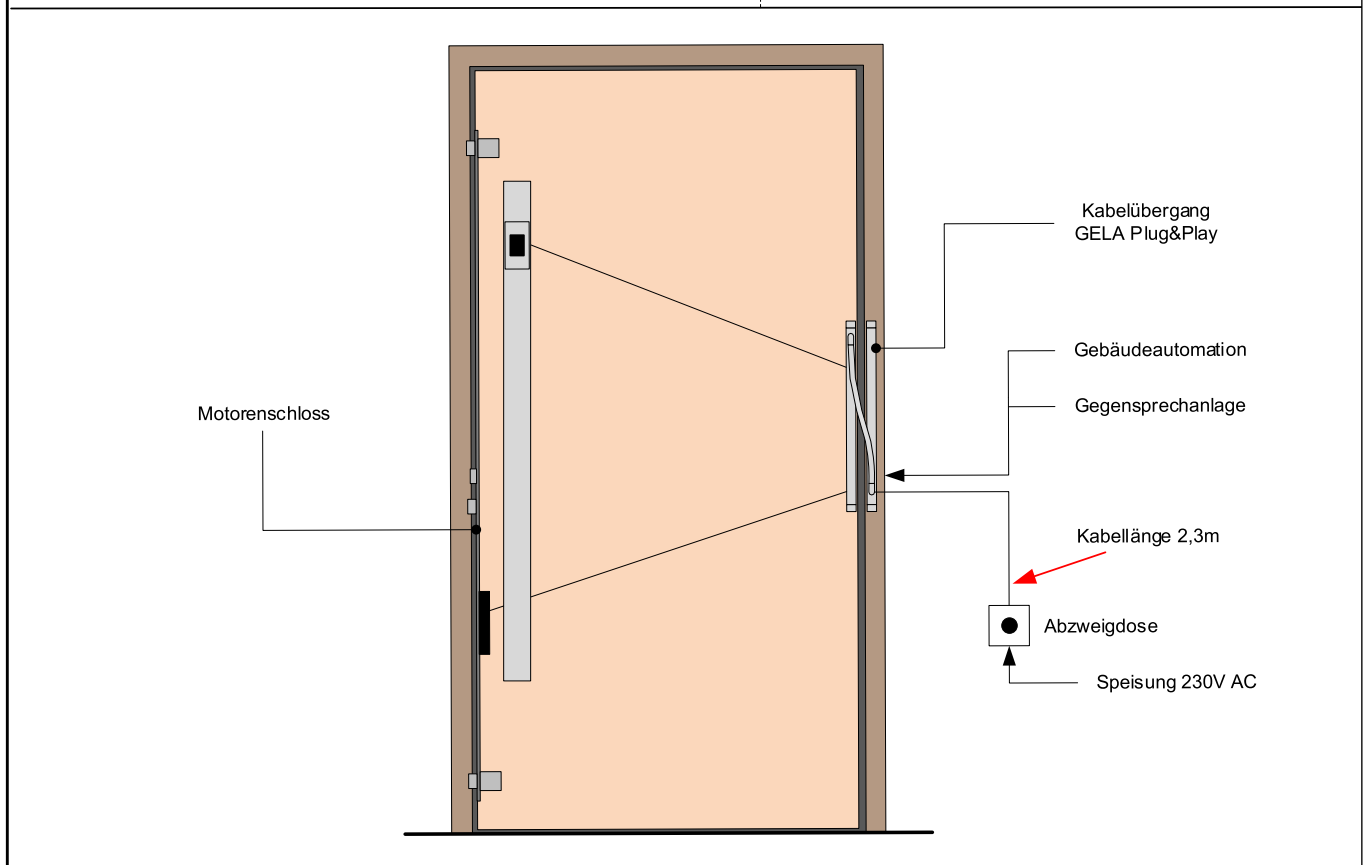 Kabelübergang
GELA Plug&Play
Gebäudeautomation
Gegensprechanlage
Motorenschloss
Kabellänge 2,3m
Abzweigdose
Speisung 230V AC